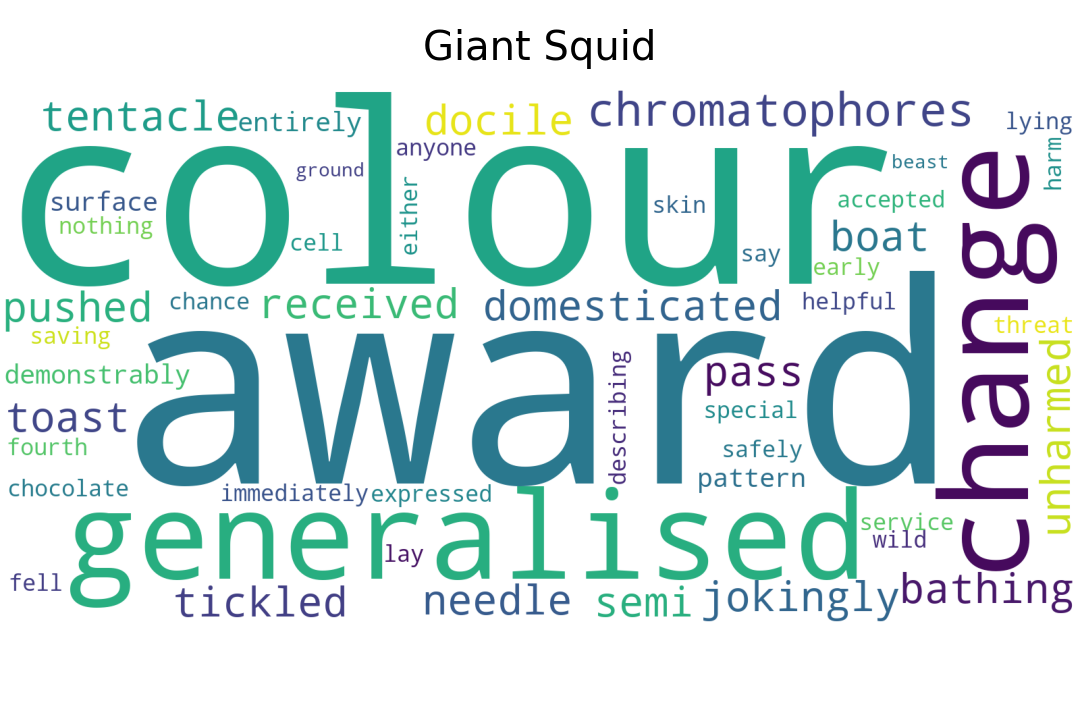 Giant Squid
tentacle
entirely
docile
chromatophores
lying
colour
anyone
ground
beast
harm
change
surface
nothing
cell
either
skin
say
accepted
boat
early
pushed
chance
received
domesticated
helpful
threat
saving
award
demonstrably
describing
pass
unharmed
toast
special
fourth
safely
chocolate
pattern
immediately
expressed
generalised
service
wild
lay
fell
tickled
needle
semi
jokingly
bathing